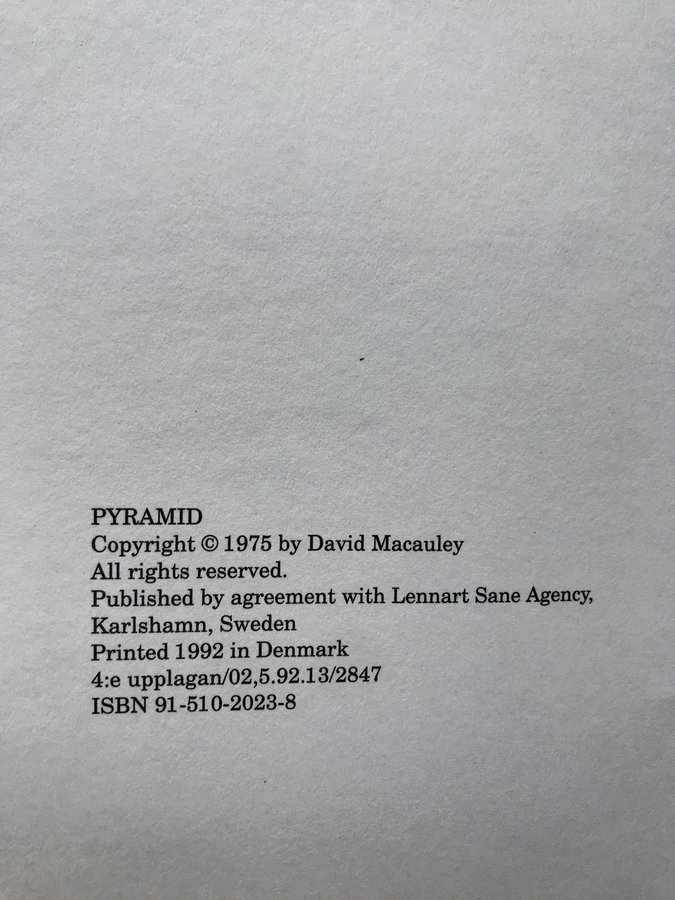 PYRAMID
Copyright © 1975 by David Macauley
All rights reserved.
Published by agreement with Lennart Sane Agency,
Karlshamn, Sweden
Printed 1992 in Denmark
4:e upplagan/02,5.92.13/2847
ISBN 91-510-2023-8